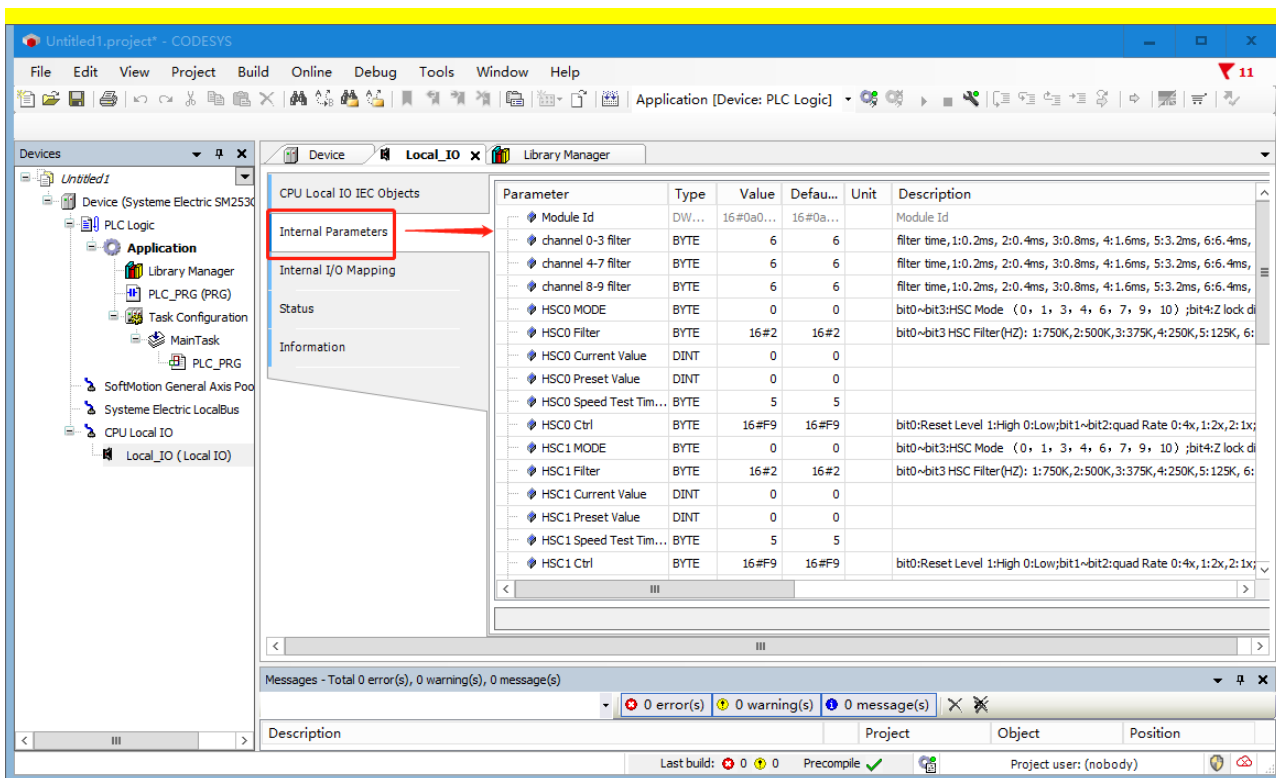 Untitled1.project* - CODESYS
File Edit View Project Build Online Debug Tools Window Help 11
Application [Device: PLC Logic]
Devices
Untitled1
Device (Systeme Electric SM2530
PLC Logic
Application
Library Manager
PLC_PRG (PRG)
Task Configuration
MainTask
PLC_PRG
SoftMotion General Axis Poo
Systeme Electric LocalBus
CPU Local IO
Local_IO (Local IO)
Device Local_IO Library Manager
CPU Local IO IEC Objects
Internal Parameters
Internal I/O Mapping
Status
Information
Parameter Type Value Defau... Unit Description
Module Id DW... 16#0a0... 16#0a... Module Id
channel 0-3 filter BYTE 6 6 filter time,1:0.2ms, 2:0.4ms, 3:0.8ms, 4:1.6ms, 5:3.2ms, 6:6.4ms,
channel 4-7 filter BYTE 6 6 filter time,1:0.2ms, 2:0.4ms, 3:0.8ms, 4:1.6ms, 5:3.2ms, 6:6.4ms,
channel 8-9 filter BYTE 6 6 filter time,1:0.2ms, 2:0.4ms, 3:0.8ms, 4:1.6ms, 5:3.2ms, 6:6.4ms,
HSC0 MODE BYTE 0 0 bit0~bit3:HSC Mode （0，1，3，4，6，7，9，10）;bit4:Z lock di
HSC0 Filter BYTE 16#2 16#2 bit0~bit3 HSC Filter(HZ): 1:750K,2:500K,3:375K,4:250K,5:125K, 6:
HSC0 Current Value DINT 0 0
HSC0 Preset Value DINT 0 0
HSC0 Speed Test Tim... BYTE 5 5
HSC0 Ctrl BYTE 16#F9 16#F9 bit0:Reset Level 1:High 0:Low;bit1~bit2:quad Rate 0:4x,1:2x,2:1x;
HSC1 MODE BYTE 0 0 bit0~bit3:HSC Mode （0，1，3，4，6，7，9，10）;bit4:Z lock di
HSC1 Filter BYTE 16#2 16#2 bit0~bit3 HSC Filter(HZ): 1:750K,2:500K,3:375K,4:250K,5:125K, 6:
HSC1 Current Value DINT 0 0
HSC1 Preset Value DINT 0 0
HSC1 Speed Test Tim... BYTE 5 5
HSC1 Ctrl BYTE 16#F9 16#F9 bit0:Reset Level 1:High 0:Low;bit1~bit2:quad Rate 0:4x,1:2x,2:1x;
Messages - Total 0 error(s), 0 warning(s), 0 message(s)
0 error(s) 0 warning(s) 0 message(s)
Description Project Object Position
Last build: 0 0 Precompile Project user: (nobody)